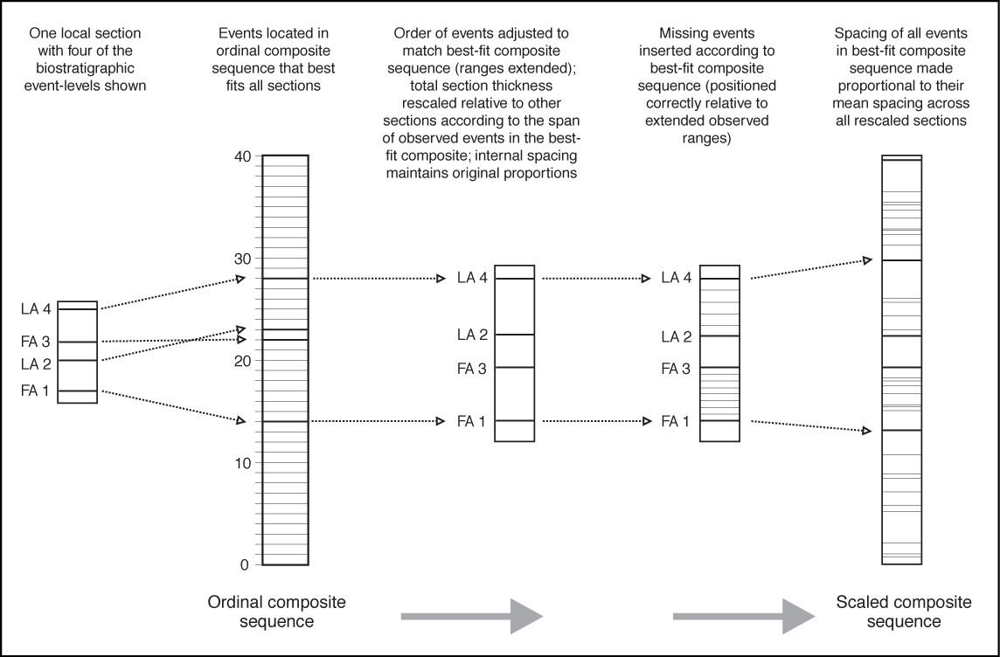 One local section
with four of the
biostratigraphic
event-levels shown
Events located in
ordinal composite
sequence that best
fits all sections
Order of events adjusted to
match best-fit composite
sequence (ranges extended);
total section thickness
rescaled relative to other
sections according to the span
of observed events in the best-
fit composite; internal spacing
maintains original proportions
Missing events
inserted according to
best-fit composite
sequence (positioned
correctly relative to
extended observed
ranges)
Spacing of all events
in best-fit composite
sequence made
proportional to their
mean spacing across
all rescaled sections
LA 4
FA 3
LA 2
FA 1
40
30
20
10
0
LA 4
LA 2
FA 3
FA 1
LA 4
LA 2
FA 3
FA 1
Ordinal composite
sequence
Scaled composite
sequence